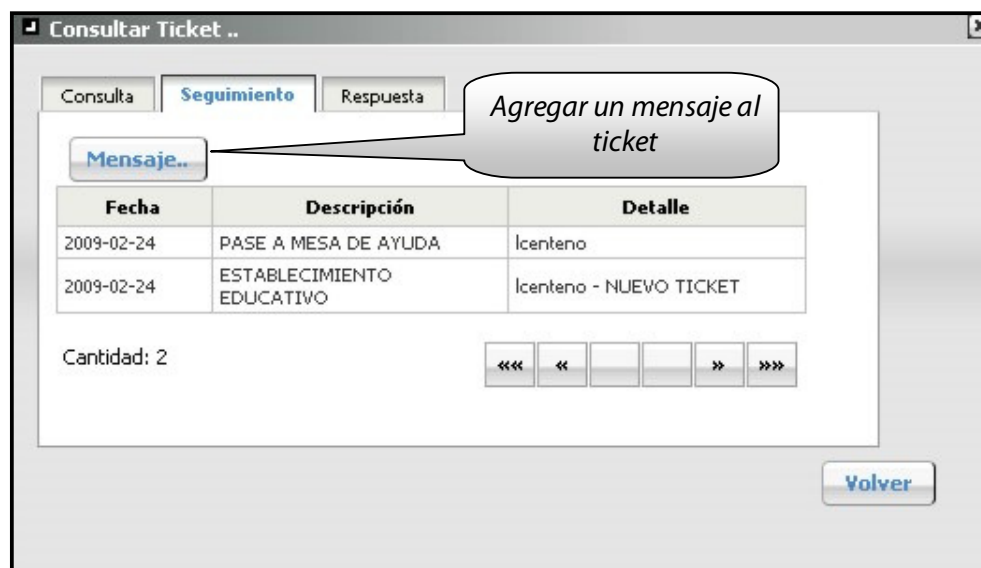 Consultar Ticket ..
Consulta Seguimiento Respuesta
Agregar un mensaje al
ticket
Mensaje..
Fecha Descripción Detalle
2009-02-24 PASE A MESA DE AYUDA lcenteno
2009-02-24 ESTABLECIMIENTO
EDUCATIVO lcenteno - NUEVO TICKET
Cantidad: 2
«« « » »»
Volver